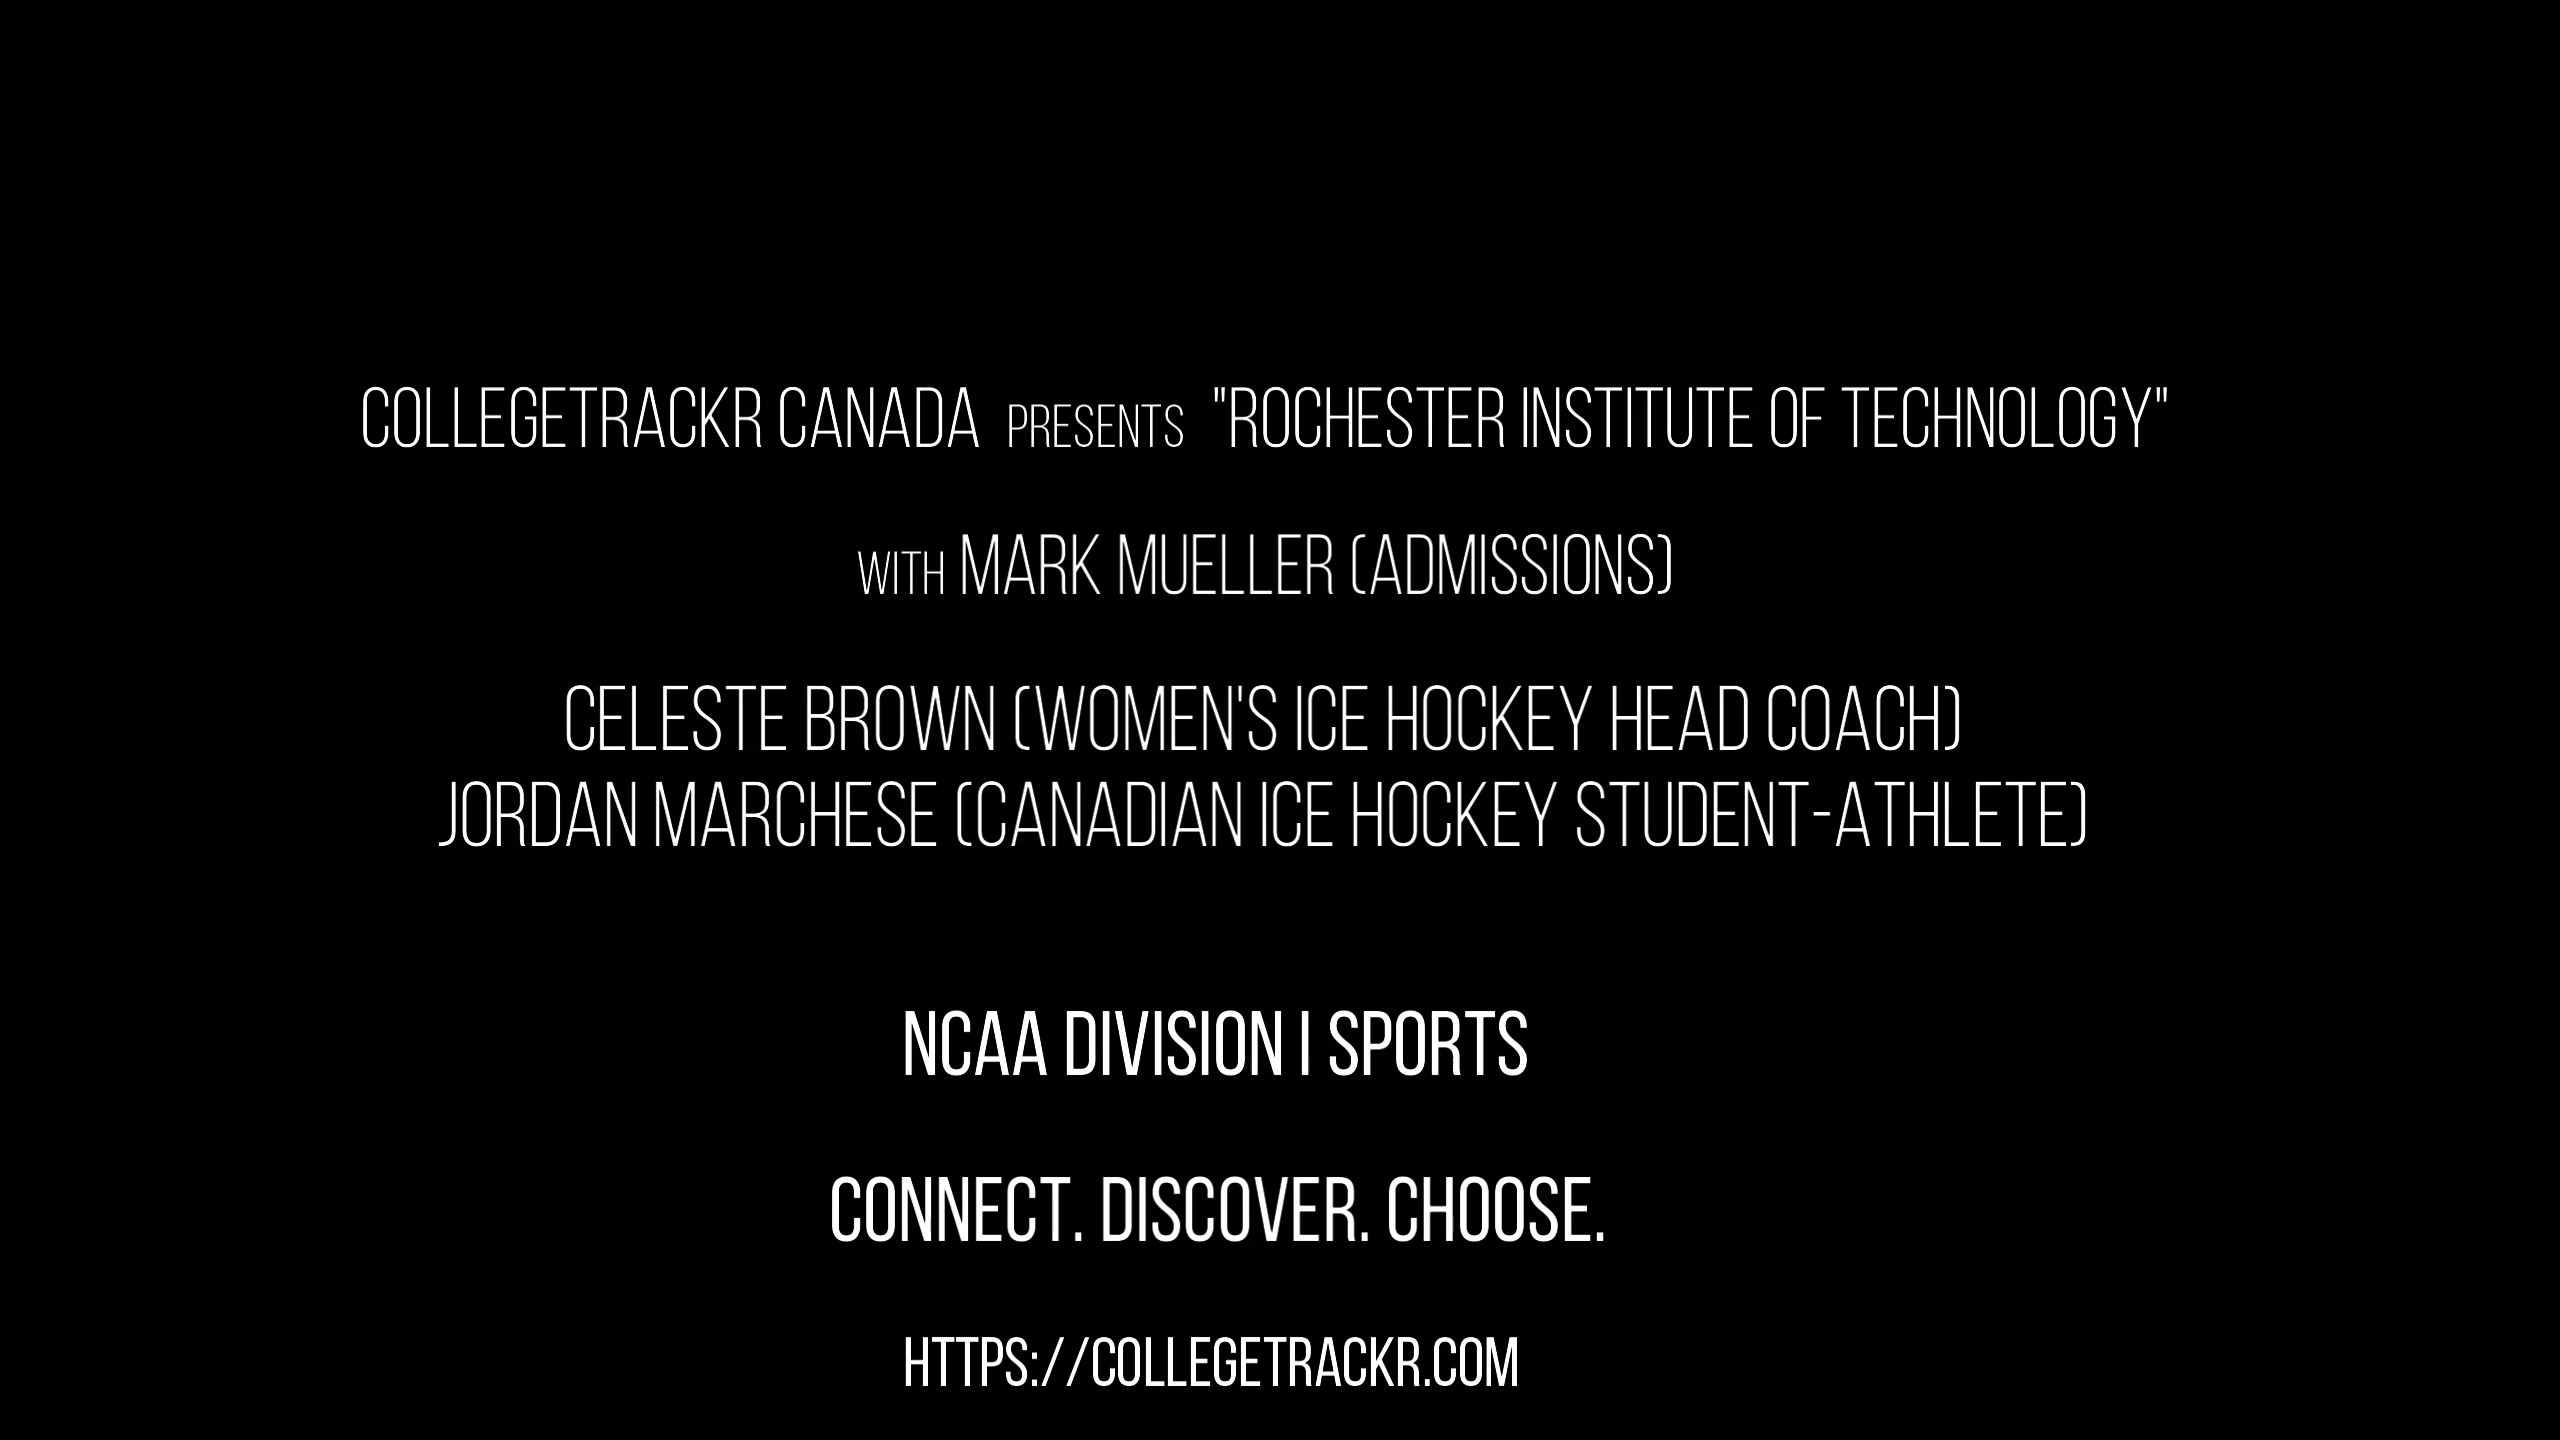 COLLEGETRACKR CANADA PRESENTS "ROCHESTER INSTITUTE OF TECHNOLOGY"
WITH MARK MUELLER (ADMISSIONS)
CELESTE BROWN (WOMEN'S ICE HOCKEY HEAD COACH)
JORDAN MARCHESE (CANADIAN ICE HOCKEY STUDENT-ATHLETE)
NCAA DIVISION I SPORTS
CONNECT. DISCOVER. CHOOSE.
HTTPS://COLLEGETRACKR.COM